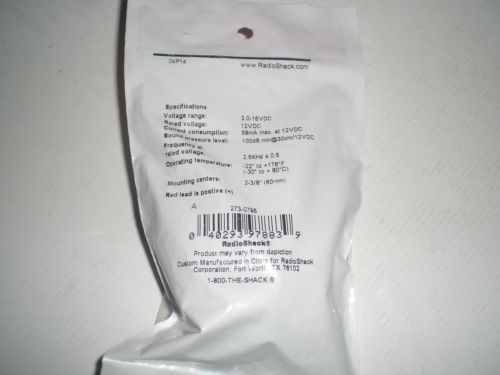 04P14
www.RadioShack.com
Specifications
Voltage range: 3.0-16VDC
Rated voltage: 12VDC
Current consumption: 56mA max. at 12VDC
Sound pressure level: 100dB min@30cm/12VDC
Frequency at
rated voltage: 2.5KHz ± 0.5
Operating temperature: -22° to +176°F
(-30° to + 80°C)
Mounting centers: 2-3/8" (60mm)
Red lead is postive (+)
A 273-0795
0 40293 97883 9
RadioShack®
Product may vary from depiction
Custom Manufactured in China for RadioShack
Corporation, Fort Worth, TX 76102
1-800-THE-SHACK ®